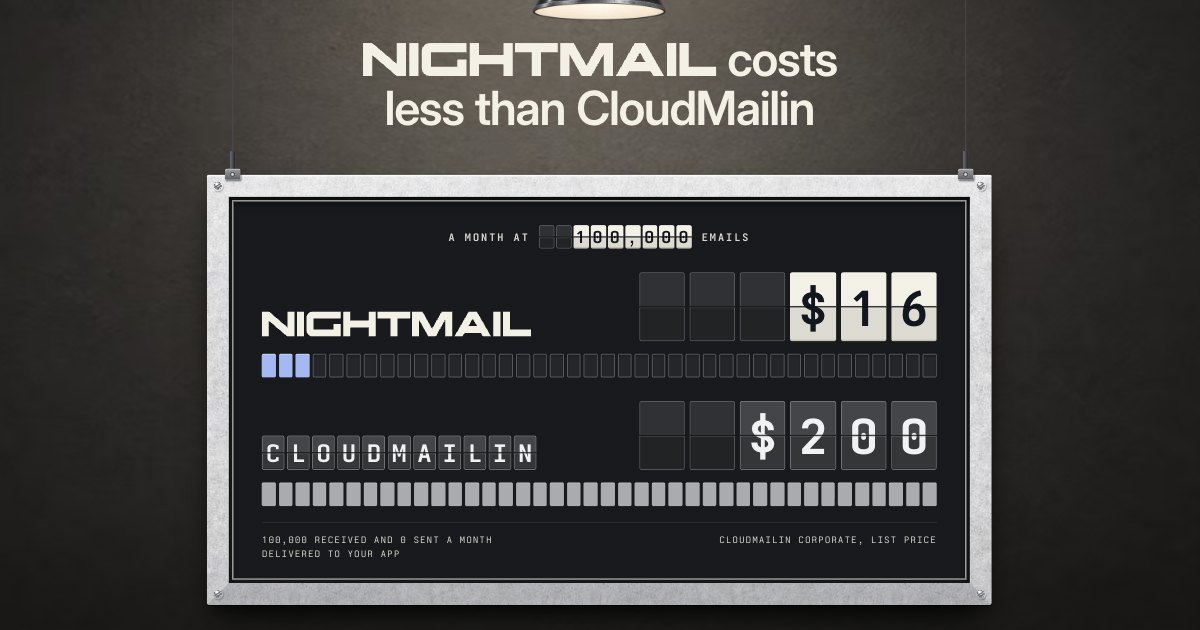 NIGHTMAIL costs
less than CloudMailin
A MONTH AT 100,000 EMAILS
$16
NIGHTMAIL
$200
CLOUDMAILIN
100,000 RECEIVED AND 0 SENT A MONTH
DELIVERED TO YOUR APP
CLOUDMAILIN CORPORATE, LIST PRICE